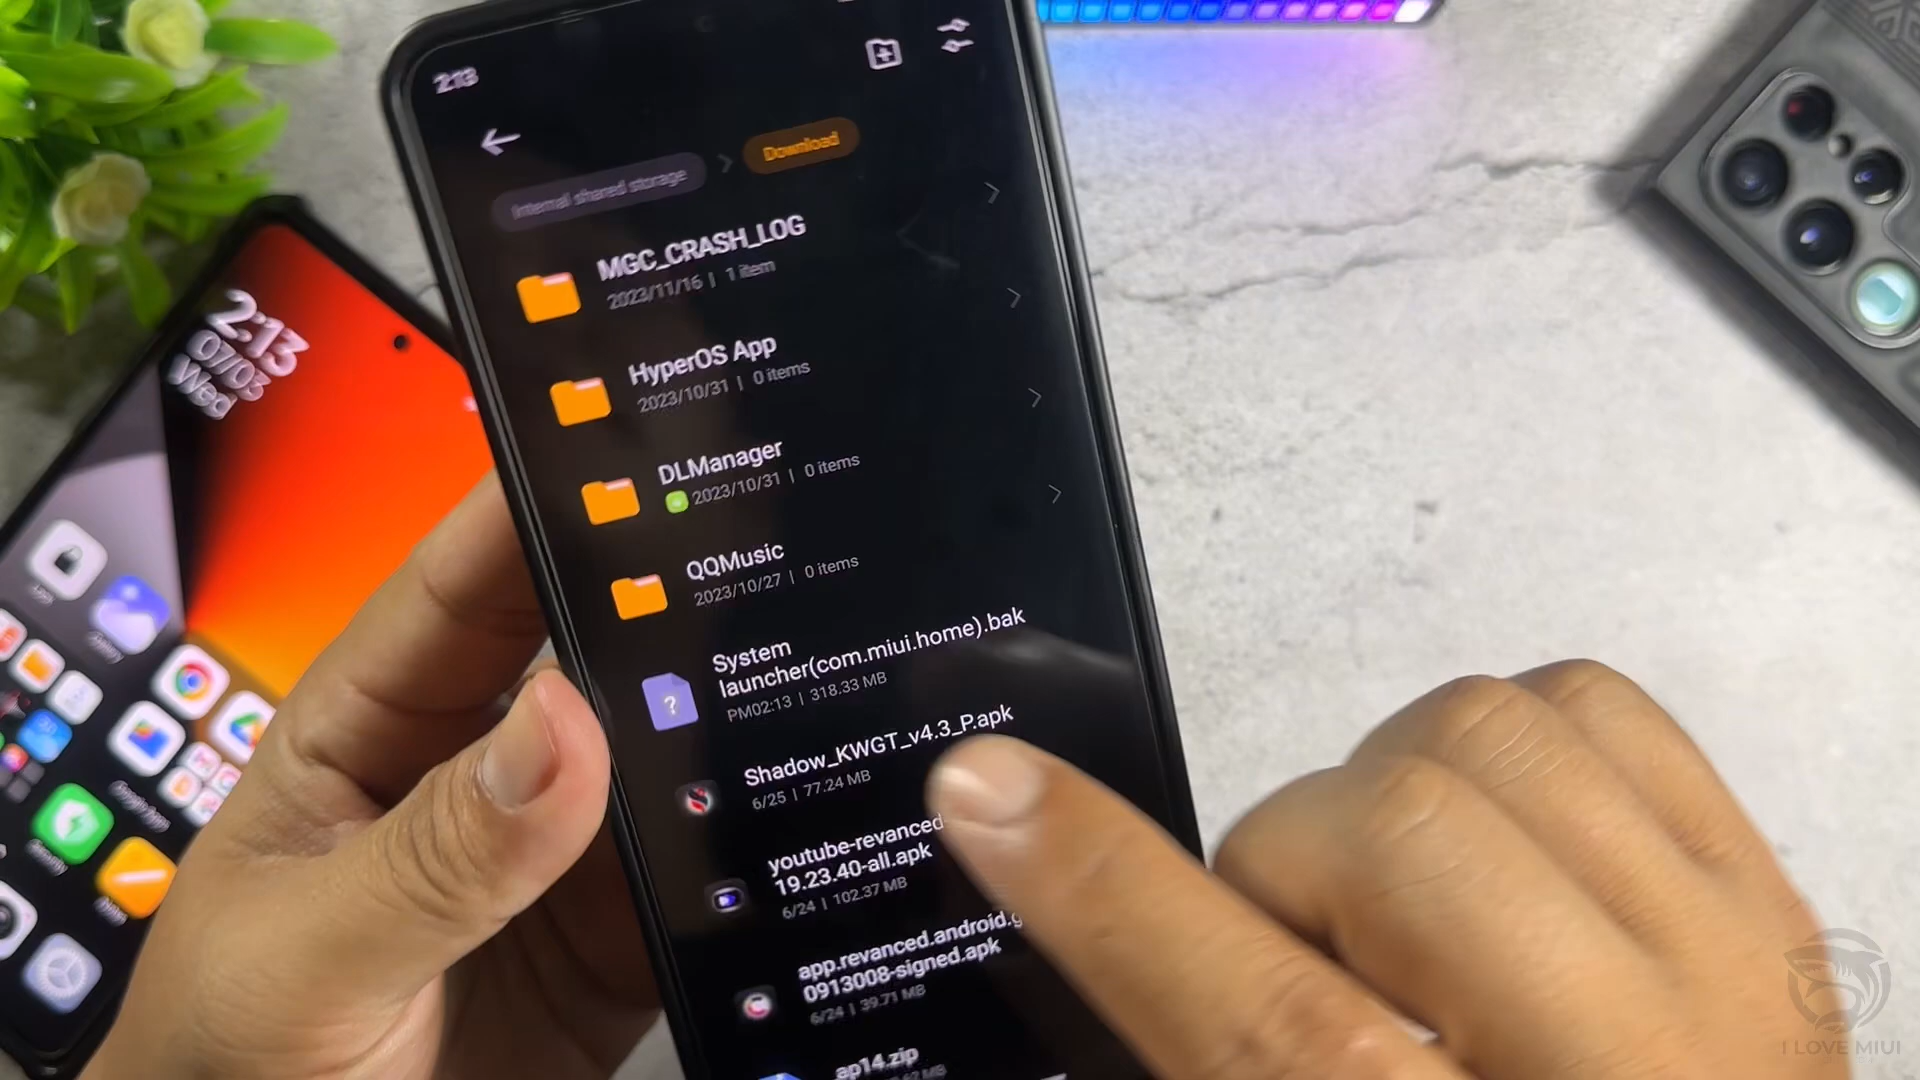 2:13
Internal shared storage
Download
MGC_CRASH_LOG
2023/11/16 | 1 item
HyperOS App
2023/10/31 | 0 items
DLManager
2023/10/31 | 0 items
QQMusic
2023/10/27 | 0 items
System
launcher(com.miui.home).bak
PM02:13 | 318.33 MB
Shadow_KWGT_v4.3_P.apk
6/25 | 77.24 MB
youtube-revanced-
19.23.40-all.apk
6/24 | 102.37 MB
app.revanced.android.g
0913008-signed.apk
6/24 | 39.71 MB
ap14.zip
2:13
07/03
Wed
Gallery
Security
I LOVE MIUI